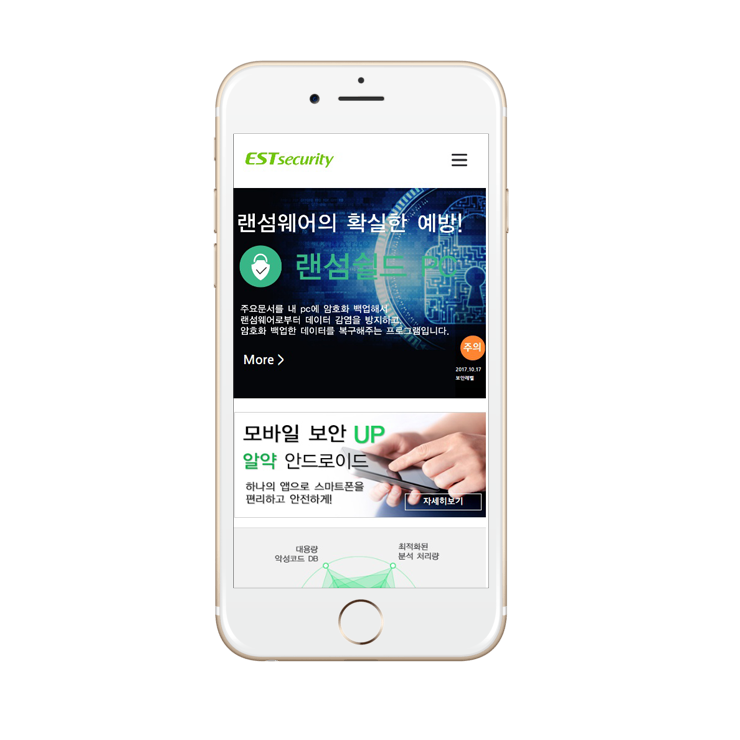 ESTsecurity
랜섬웨어의 확실한 예방!
랜섬쉴드 PC
주요문서를 내 pc에 암호화 백업해서
랜섬웨어로부터 데이터 감염을 방지하고
암호화 백업한 데이터를 복구해주는 프로그램입니다.
More
주의
2017.10.17
보안레벨
모바일 보안 UP
알약 안드로이드
하나의 앱으로 스마트폰을
편리하고 안전하게!
자세히보기
대용량
악성코드 DB
최적화된
분석 처리량